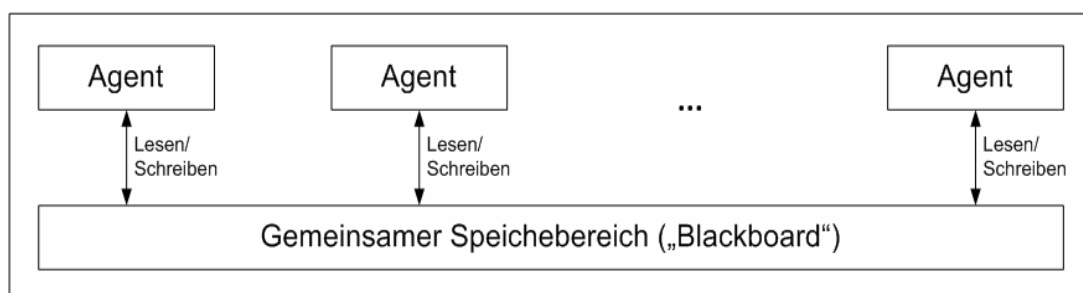 Agent
Agent
...
Agent
Lesen/
Schreiben
Lesen/
Schreiben
Lesen/
Schreiben
Gemeinsamer Speichebereich („Blackboard“)